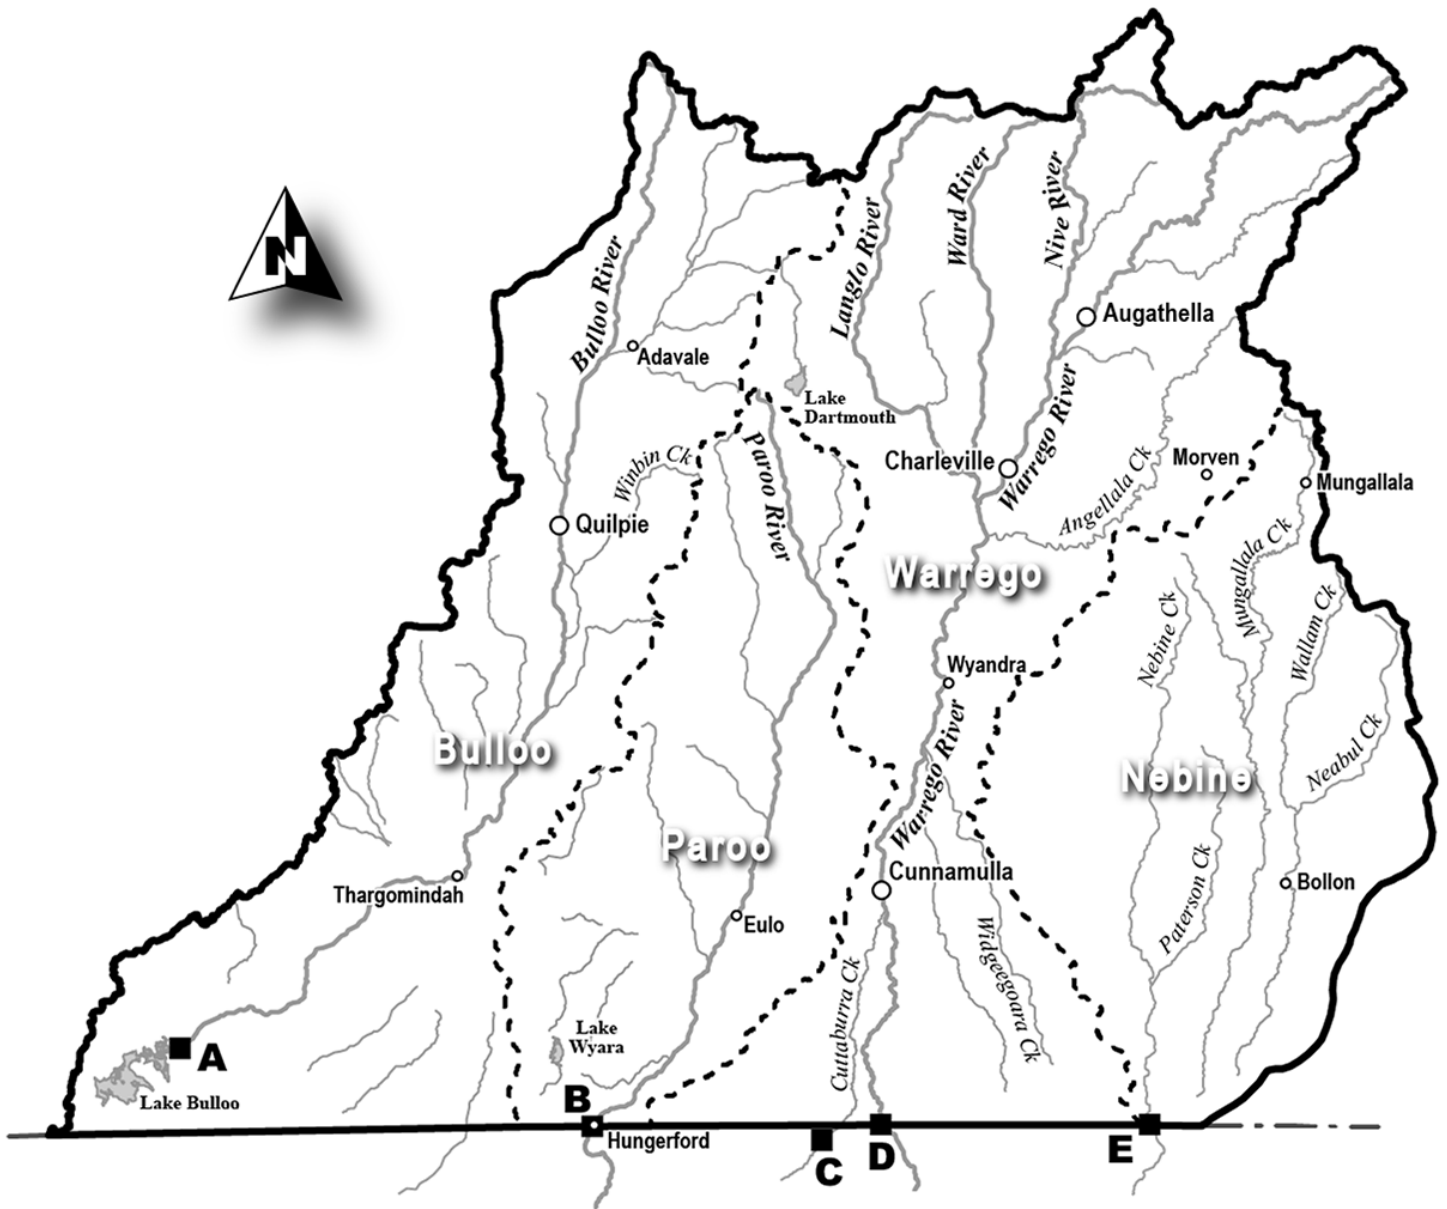 N
Bulloo River
Langlo River
Ward River
Nive River
Augathella
Adavale
Lake
Dartmouth
Warrego River
Paroo River
Winbin Ck
Charleville
Angellala Ck
Morven
Mungallala
Quilpie
Warrego
Mungallala Ck
Nebine Ck
Wallam Ck
Wyandra
Warrego River
Bulloo
Nebine
Neabul Ck
Paroo
Cunnamulla
Thargomindah
Bollon
Paterson Ck
Eulo
Widgeegoara Ck
Cuttaburra Ck
Lake
Wyara
A
Lake Bulloo
B
Hungerford
C
D
E